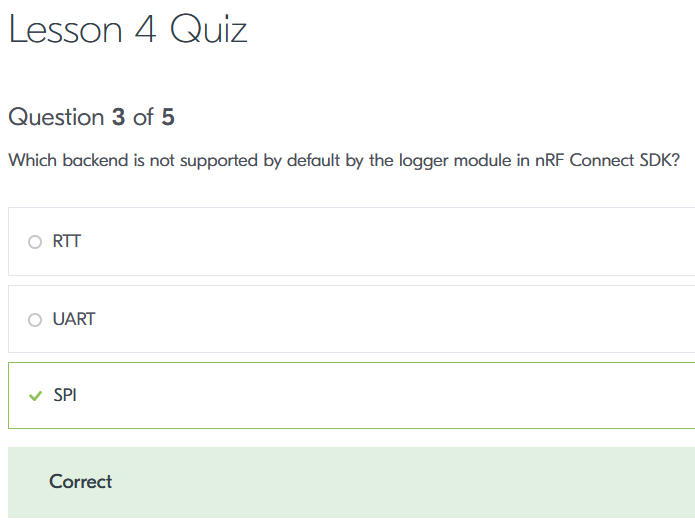 Lesson 4 Quiz
Question 3 of 5
Which backend is not supported by default by the logger module in nRF Connect SDK?
RTT
UART
SPI
Correct